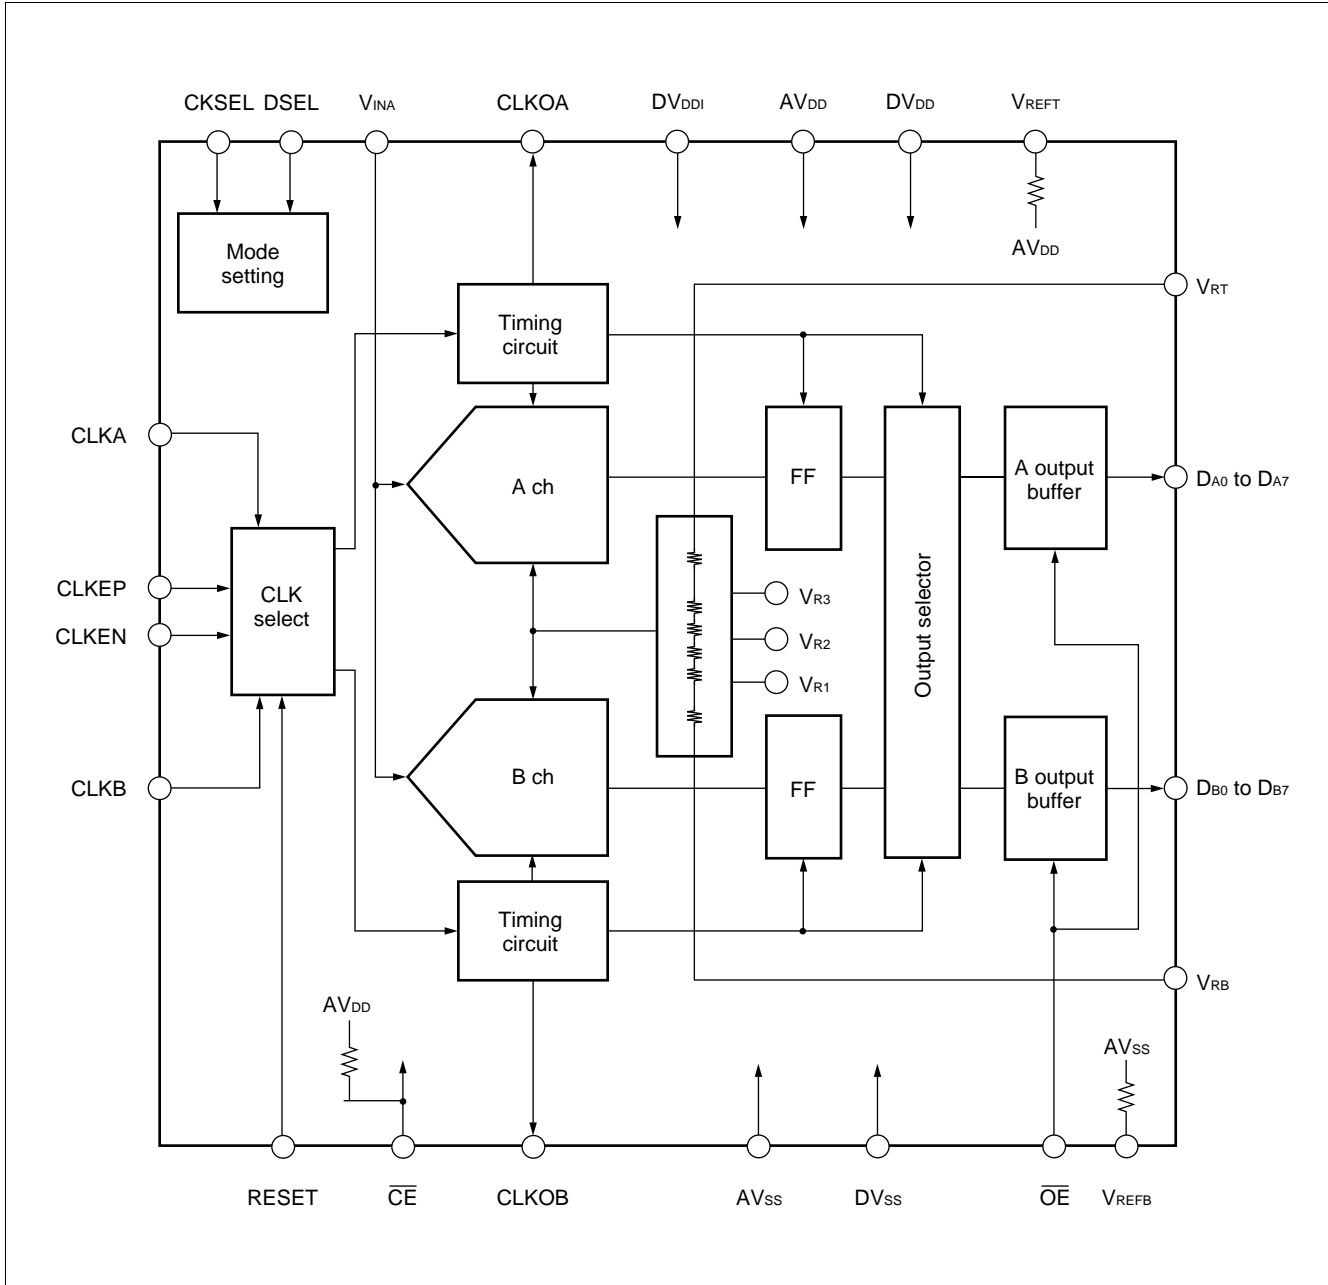 CKSEL DSEL VINA CLKOA DVDDI AVDD DVDD VREFT
Mode
setting
AVDD
VRT
Timing
circuit
CLKA
A ch
FF
A output
buffer
DA0 to DA7
CLKEP
CLKEN
CLK
select
VR3
VR2
VR1
Output selector
CLKB
B ch
FF
B output
buffer
DB0 to DB7
Timing
circuit
VRB
AVDD
AVSS
RESET CE CLKOB AVSS DVSS OE VREFB